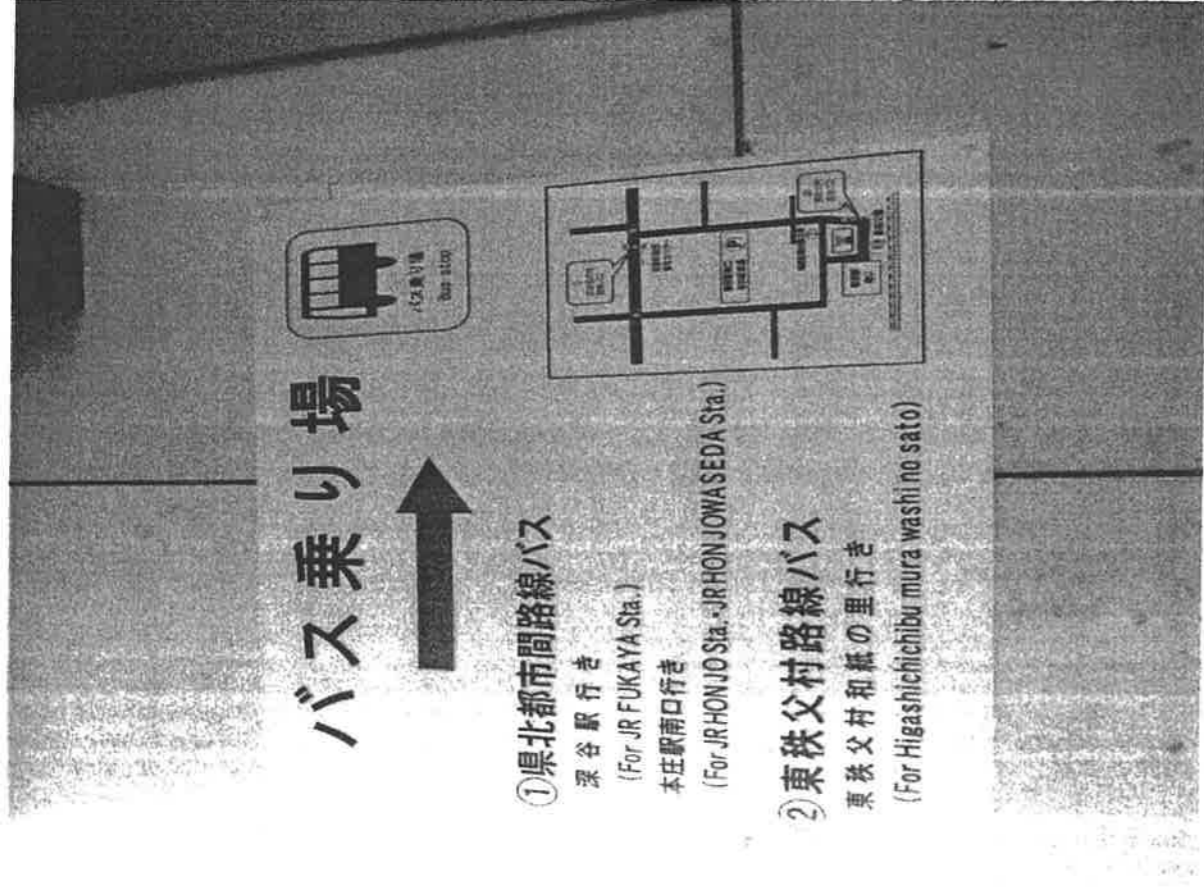 バス乗り場
バス乗り場
Bus stop
①県北都市間路線バス
深谷駅行き
(For JR FUKAYA Sta.)
本庄駅南口行き
(For JR HONJO Sta.・JR HONJOWASEDA Sta.)
②東秩父村路線バス
東秩父村和紙の里行き
(For Higashichichibu mura washi no sato)
P